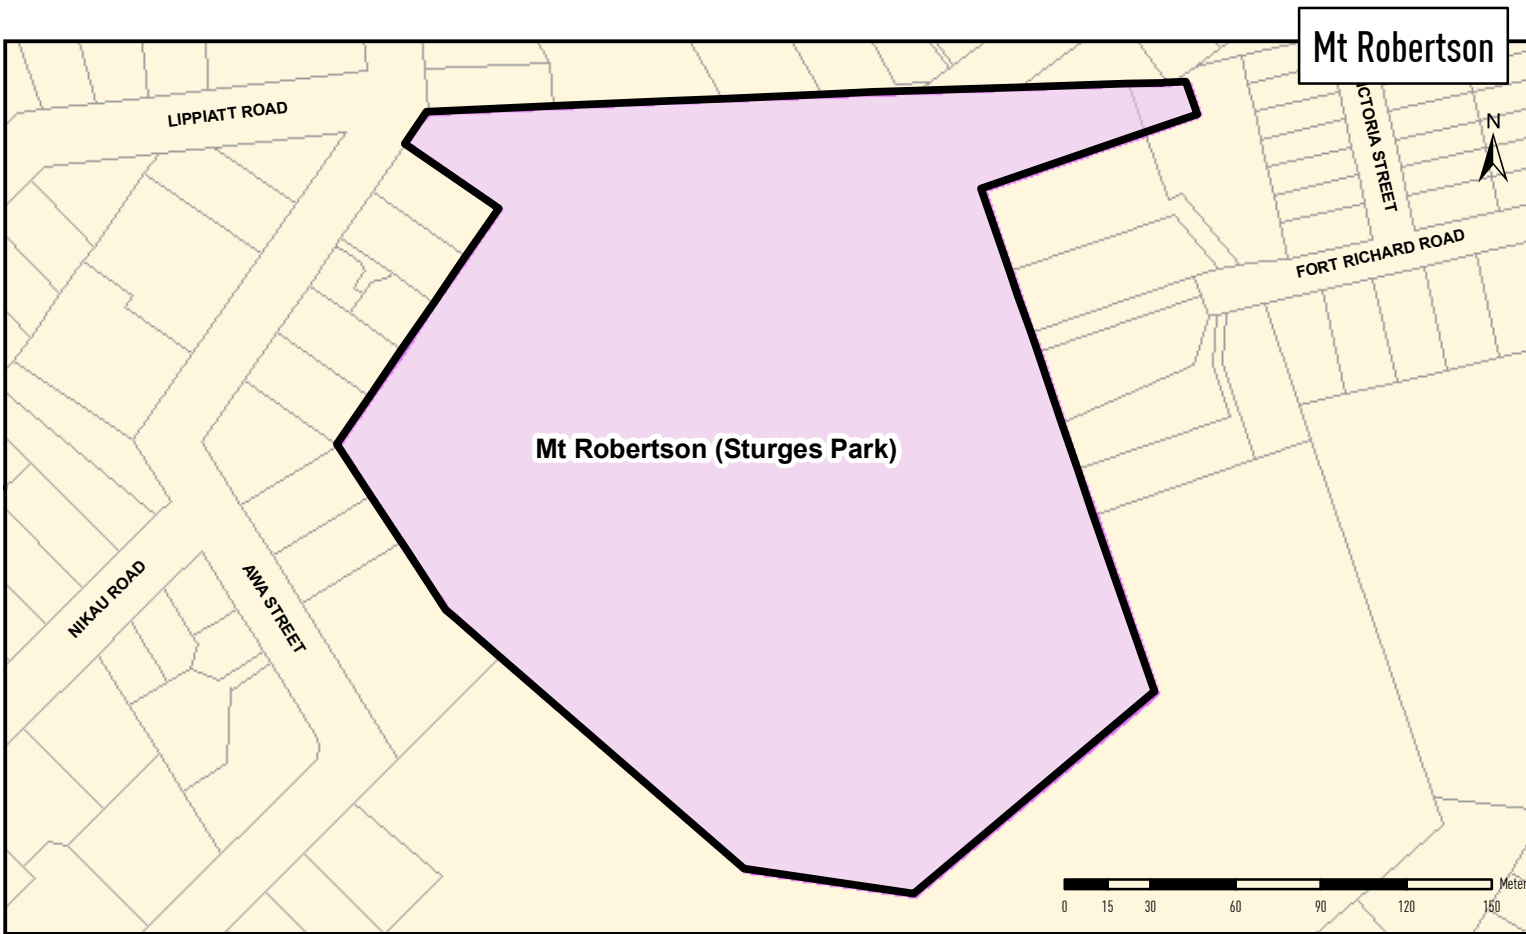 Mt Robertson
LIPPIATT ROAD
ICTORIA STREET
N
FORT RICHARD ROAD
Mt Robertson (Sturges Park)
NIKAU ROAD
AWA STREET
Meter
0 15 30 60 90 120 150